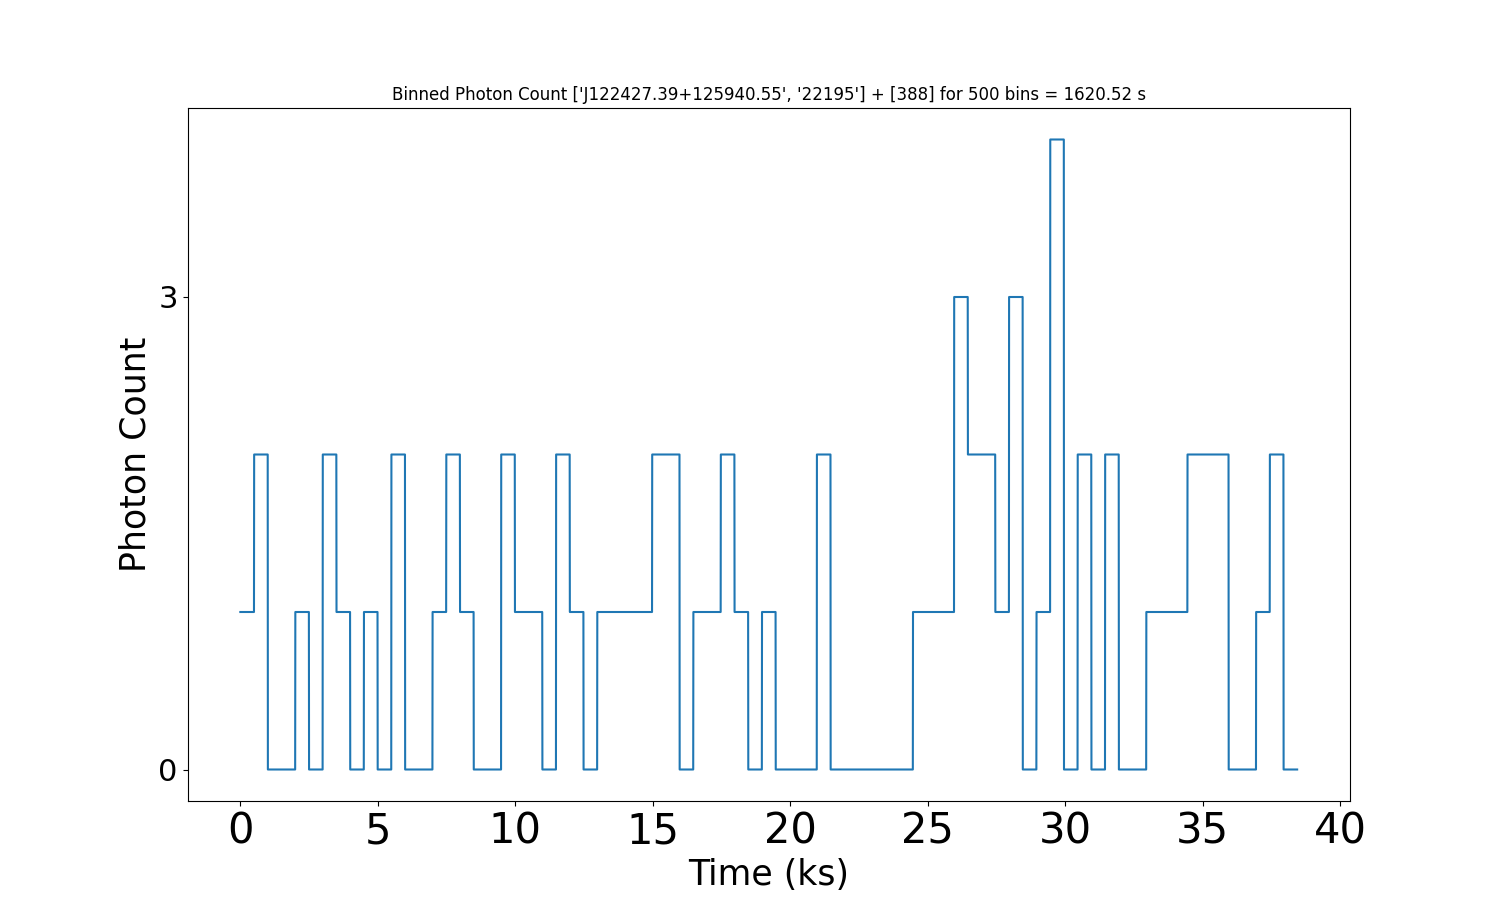 Binned Photon Count ['J122427.39+125940.55', '22195'] + [388] for 500 bins = 1620.52 s
Photon Count
3
0
0 5 10 15 20 25 30 35 40
Time (ks)